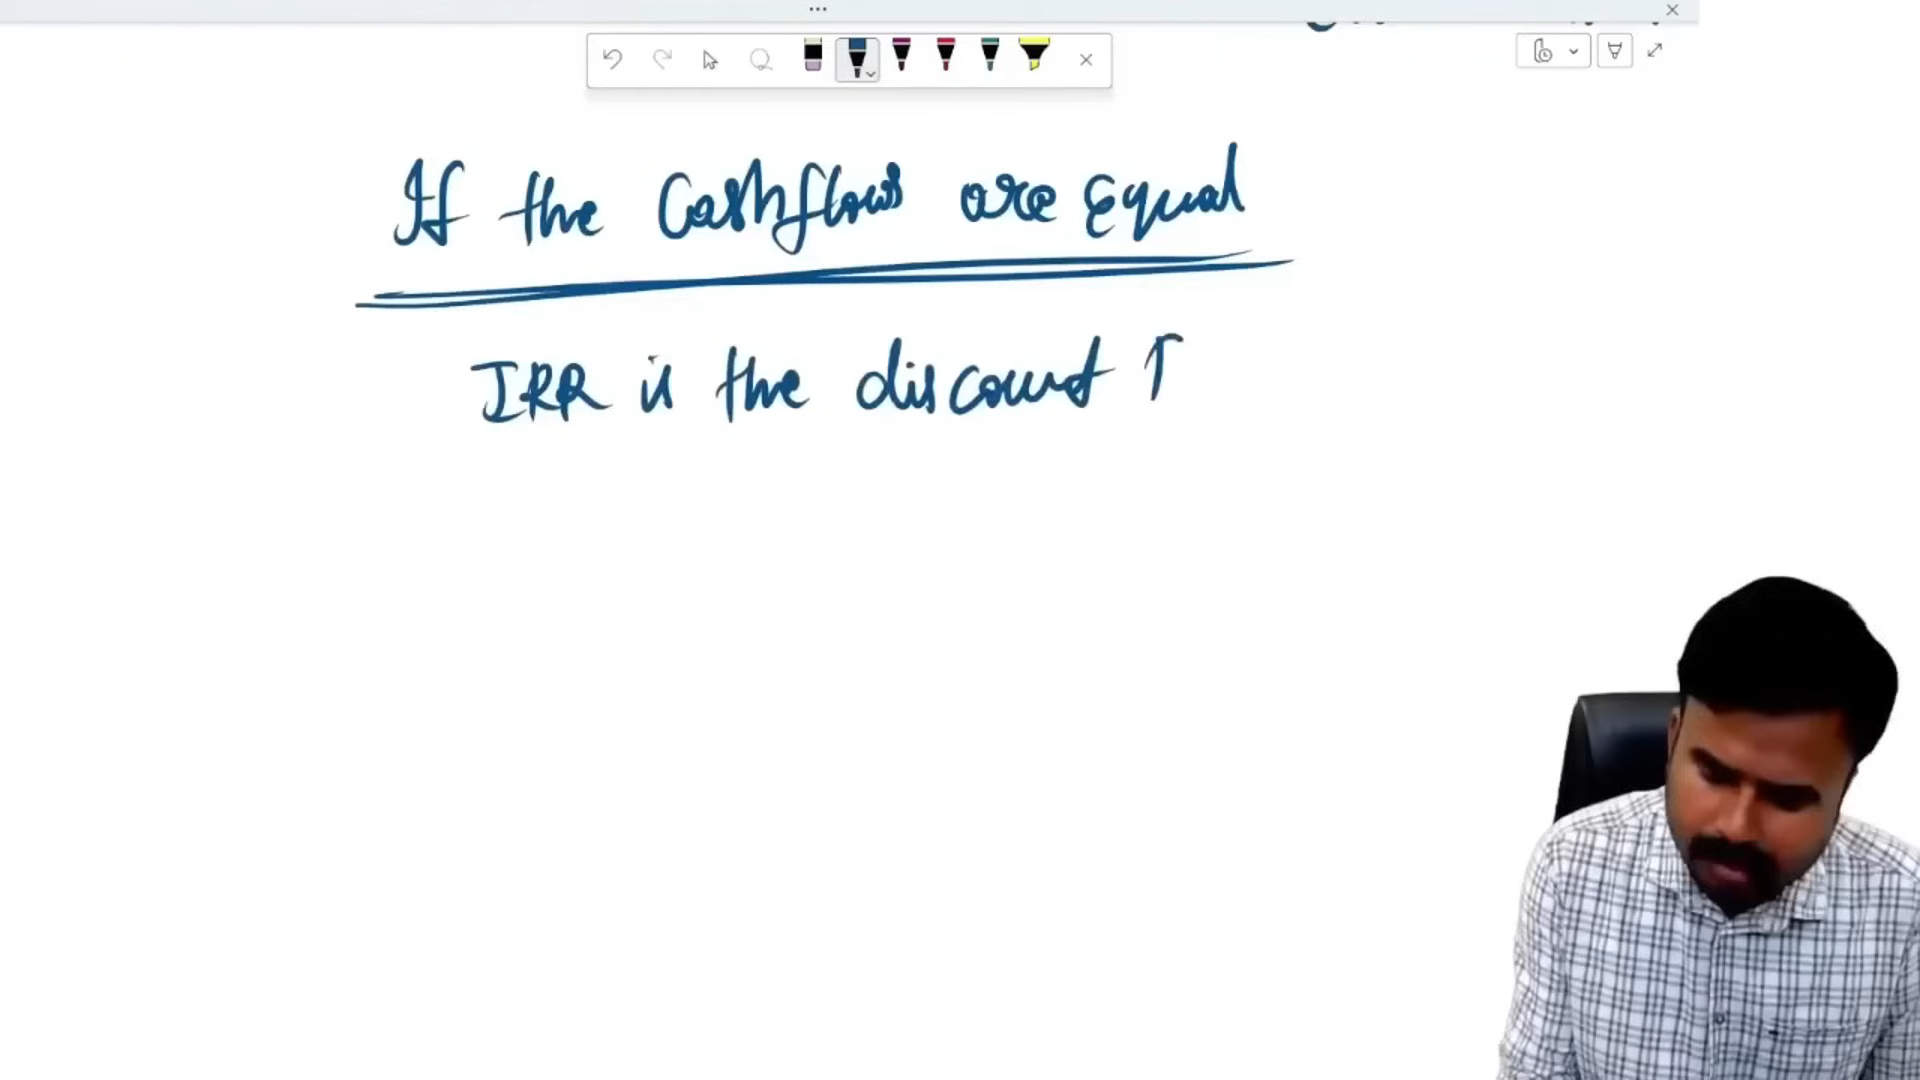 If the Cashflows are Equal
IRR is the discount